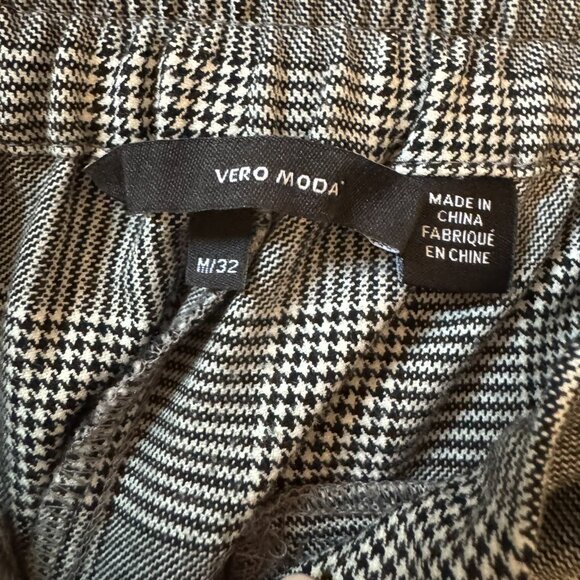 VERO MODA
M/32
MADE IN
CHINA
FABRIQUÉ
EN CHINE